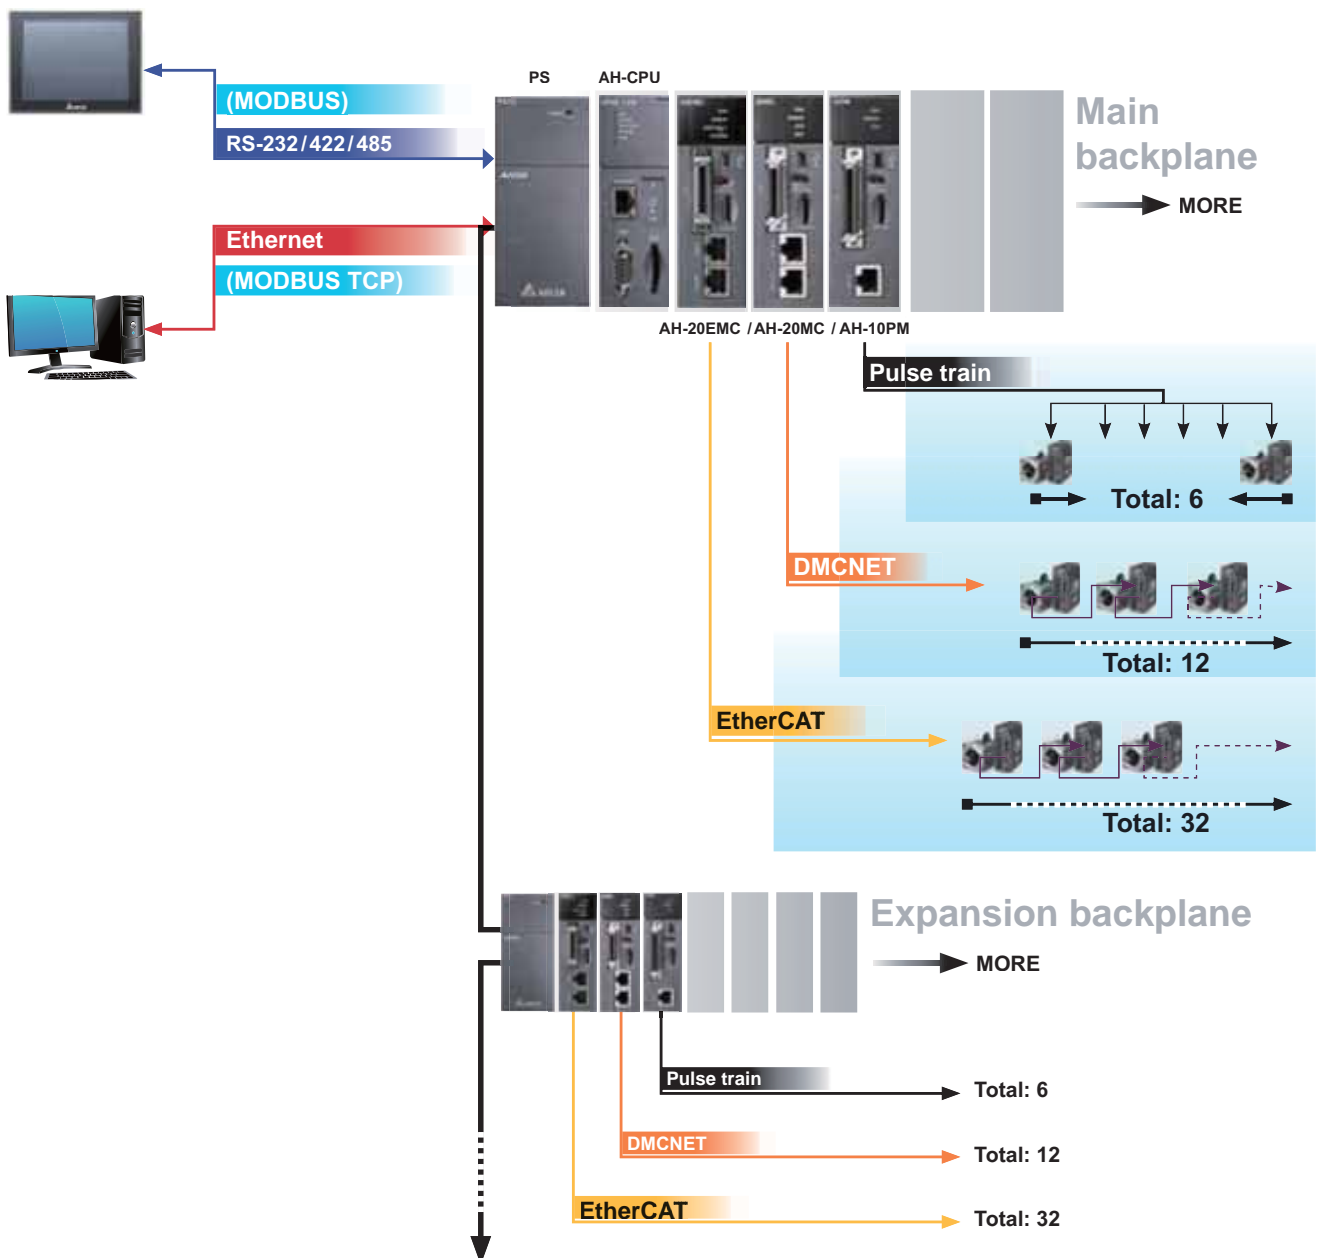 PS
AH-CPU
(MODBUS)
RS-232/422/485
Main
backplane
MORE
Ethernet
(MODBUS TCP)
AH-20EMC / AH-20MC / AH-10PM
Pulse train
Total: 6
DMCNET
Total: 12
EtherCAT
Total: 32
Expansion backplane
MORE
Pulse train
Total: 6
DMCNET
Total: 12
EtherCAT
Total: 32